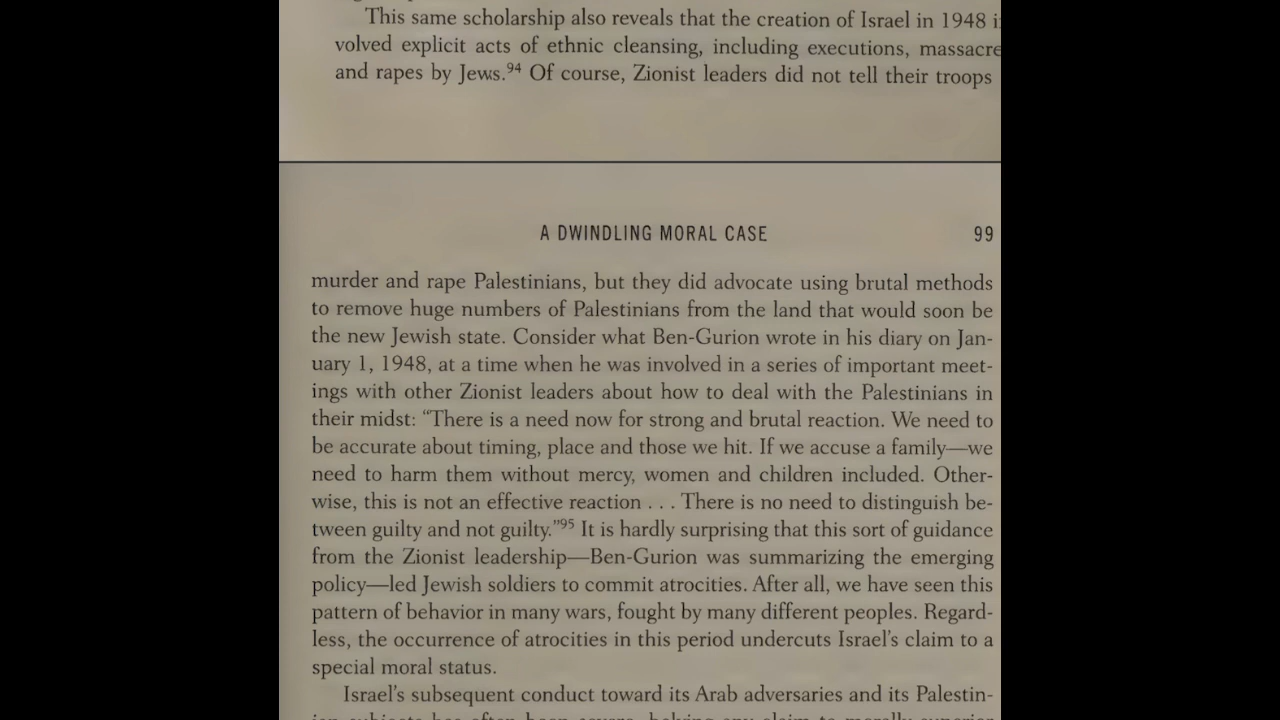 This same scholarship also reveals that the creation of Israel in 1948 i
volved explicit acts of ethnic cleansing, including executions, massacre
and rapes by Jews.94 Of course, Zionist leaders did not tell their troops
A DWINDLING MORAL CASE 99
murder and rape Palestinians, but they did advocate using brutal methods
to remove huge numbers of Palestinians from the land that would soon be
the new Jewish state. Consider what Ben-Gurion wrote in his diary on Jan-
uary 1, 1948, at a time when he was involved in a series of important meet-
ings with other Zionist leaders about how to deal with the Palestinians in
their midst: “There is a need now for strong and brutal reaction. We need to
be accurate about timing, place and those we hit. If we accuse a family—we
need to harm them without mercy, women and children included. Other-
wise, this is not an effective reaction . . . There is no need to distinguish be-
tween guilty and not guilty.”95 It is hardly surprising that this sort of guidance
from the Zionist leadership—Ben-Gurion was summarizing the emerging
policy—led Jewish soldiers to commit atrocities. After all, we have seen this
pattern of behavior in many wars, fought by many different peoples. Regard-
less, the occurrence of atrocities in this period undercuts Israel’s claim to a
special moral status.
Israel’s subsequent conduct toward its Arab adversaries and its Palestin-